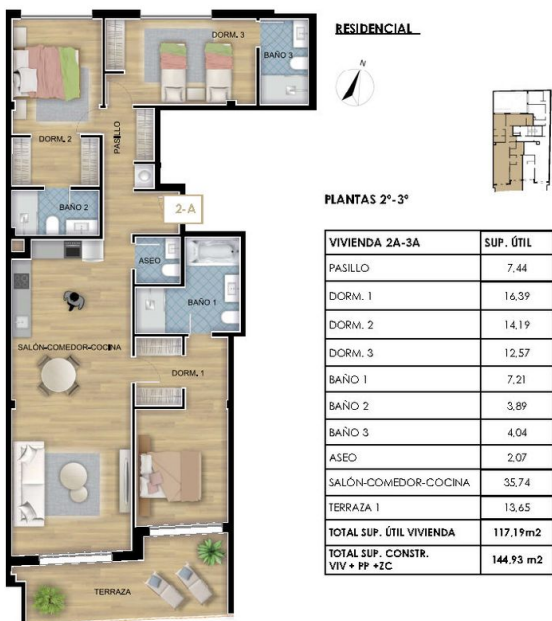 RESIDENCIAL
N
DORM. 3
BAÑO 3
DORM. 2
PASILLO
BAÑO 2
2-A
ASEO
BAÑO 1
SALÓN-COMEDOR-COCINA
DORM. 1
TERRAZA
PLANTAS 2º-3º
VIVIENDA 2A-3A SUP. ÚTIL
PASILLO 7,44
DORM. 1 16,39
DORM. 2 14,19
DORM. 3 12,57
BAÑO 1 7,21
BAÑO 2 3,89
BAÑO 3 4,04
ASEO 2,07
SALÓN-COMEDOR-COCINA 35,74
TERRAZA 1 13,65
TOTAL SUP. ÚTIL VIVIENDA 117,19m2
TOTAL SUP. CONSTR.
VIV + PP +ZC 144,93 m2